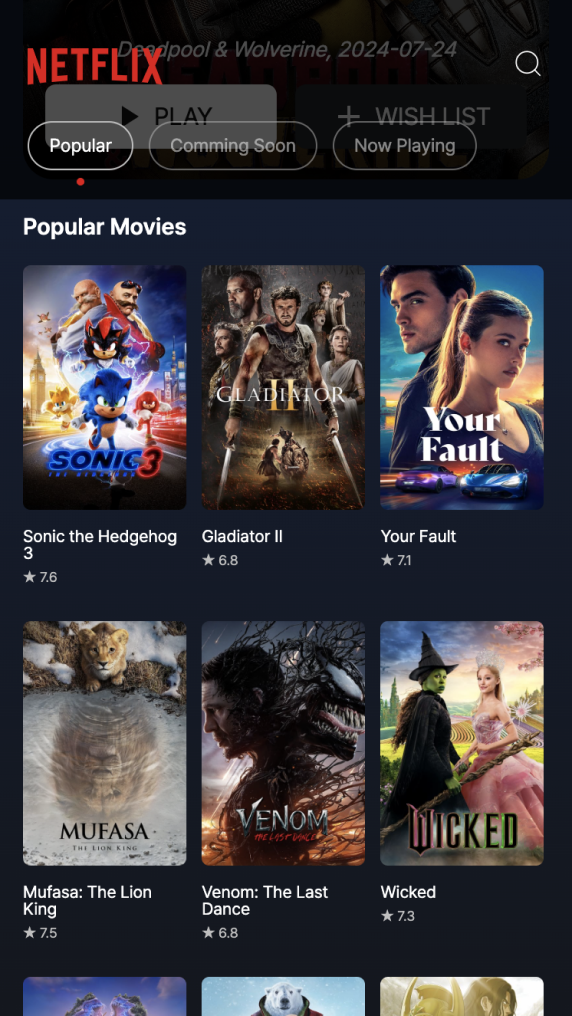 Deadpool & Wolverine, 2024-07-24
NETFLIX
PLAY
WISH LIST
Popular
Comming Soon
Now Playing
Popular Movies
SONIC 3
THE HEDGEHOG
GLADIATOR
II
Your
Fault
Sonic the Hedgehog
3
★ 7.6
Gladiator II
★ 6.8
Your Fault
★ 7.1
MUFASA
THE LION KING
VENOM
THE LAST DANCE
WICKED
Mufasa: The Lion
King
★ 7.5
Venom: The Last
Dance
★ 6.8
Wicked
★ 7.3